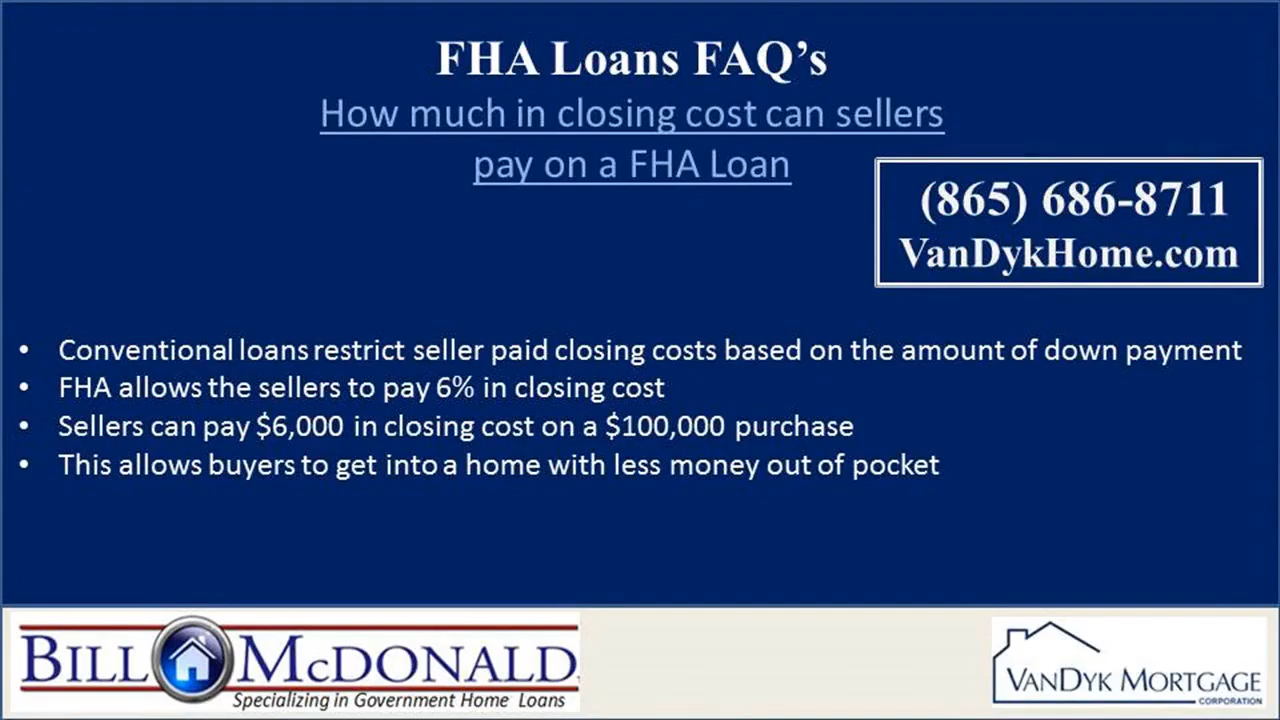 FHA Loans FAQ’s
How much in closing cost can sellers
pay on a FHA Loan
(865) 686-8711
VanDykHome.com
• Conventional loans restrict seller paid closing costs based on the amount of down payment
• FHA allows the sellers to pay 6% in closing cost
• Sellers can pay $6,000 in closing cost on a $100,000 purchase
• This allows buyers to get into a home with less money out of pocket
BILL MCDONALD
Specializing in Government Home Loans
VANDYK MORTGAGE
CORPORATION